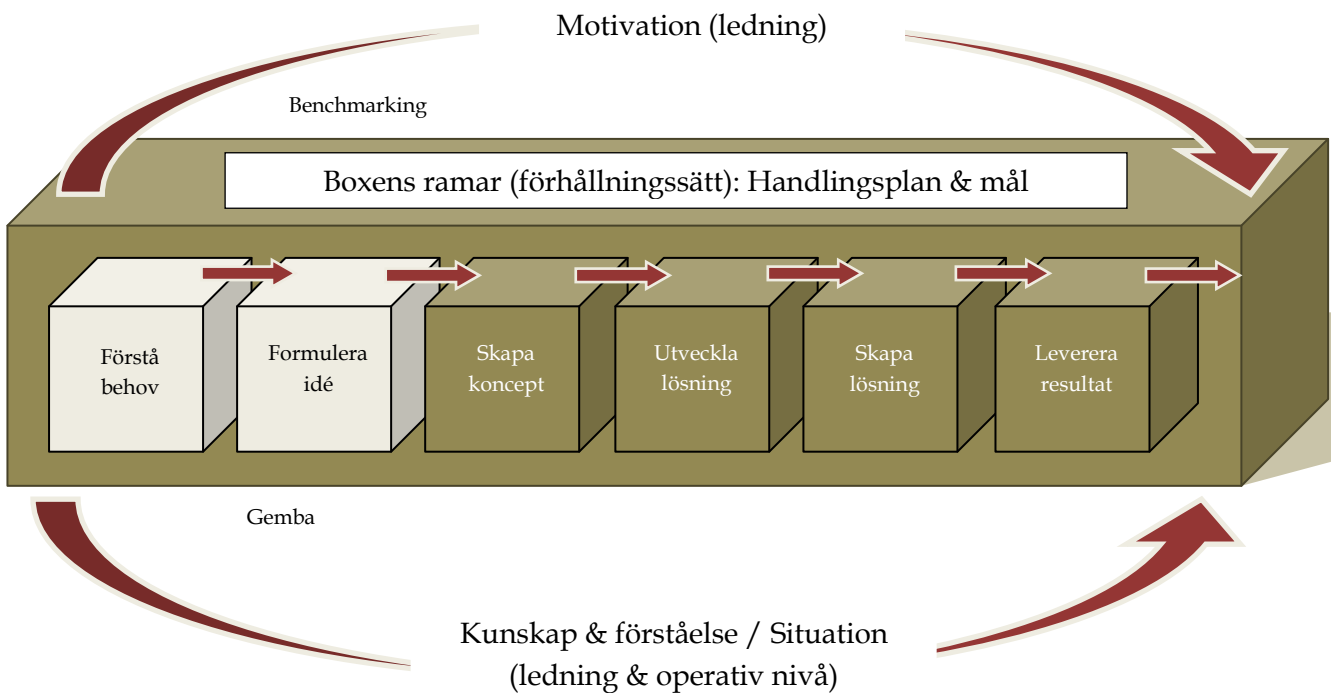 Motivation (ledning)
Benchmarking
Boxens ramar (förhållningssätt): Handlingsplan & mål
Förstå
behov
Formulera
idé
Skapa
koncept
Utveckla
lösning
Skapa
lösning
Leverera
resultat
Gemba
Kunskap & förståelse / Situation
(ledning & operativ nivå)